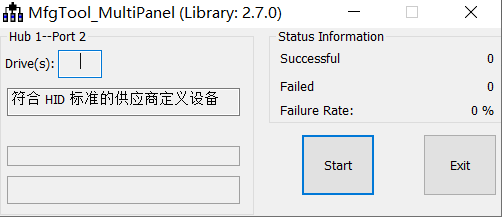 MfgTool_MultiPanel (Library: 2.7.0)
Hub 1--Port 2
Drive(s):
符合 HID 标准的供应商定义设备
Status Information
Successful 0
Failed 0
Failure Rate: 0 %
Start
Exit